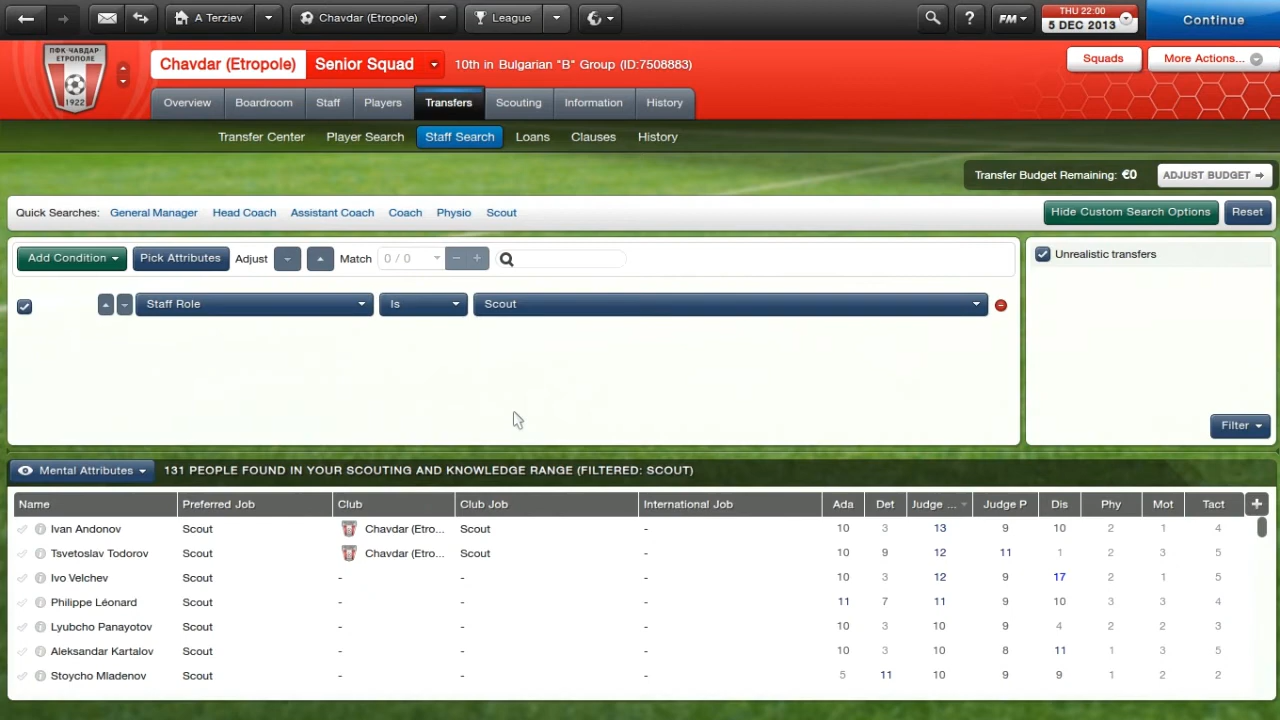 A Terziev
Chavdar (Etropole)
League
?
FM
THU 22:00
5 DEC 2013
Continue
ПФК ЧАВДАР
ЕТРОПОЛЕ
1922
Chavdar (Etropole) Senior Squad 10th in Bulgarian "B" Group (ID:7508883)
Squads More Actions...
Overview Boardroom Staff Players Transfers Scouting Information History
Transfer Center Player Search Staff Search Loans Clauses History
Transfer Budget Remaining: €0 ADJUST BUDGET
Quick Searches: General Manager Head Coach Assistant Coach Coach Physio Scout Hide Custom Search Options Reset
Add Condition Pick Attributes Adjust Match 0 / 0 - +
Unrealistic transfers
Staff Role Is Scout
Filter
Mental Attributes 131 PEOPLE FOUND IN YOUR SCOUTING AND KNOWLEDGE RANGE (FILTERED: SCOUT)
Name Preferred Job Club Club Job International Job Ada Det Judge ... Judge P Dis Phy Mot Tact +
Ivan Andonov Scout Chavdar (Etro... Scout - 10 3 13 9 10 2 1 4
Tsvetoslav Todorov Scout Chavdar (Etro... Scout - 10 9 12 11 1 2 3 5
Ivo Velchev Scout - - - 10 3 12 9 17 2 1 5
Philippe Léonard Scout - - - 11 7 11 9 10 3 3 4
Lyubcho Panayotov Scout - - - 10 3 10 9 4 2 2 3
Aleksandar Kartalov Scout - - - 10 3 10 8 11 1 3 5
Stoycho Mladenov Scout - - - 5 11 10 9 9 1 2 2